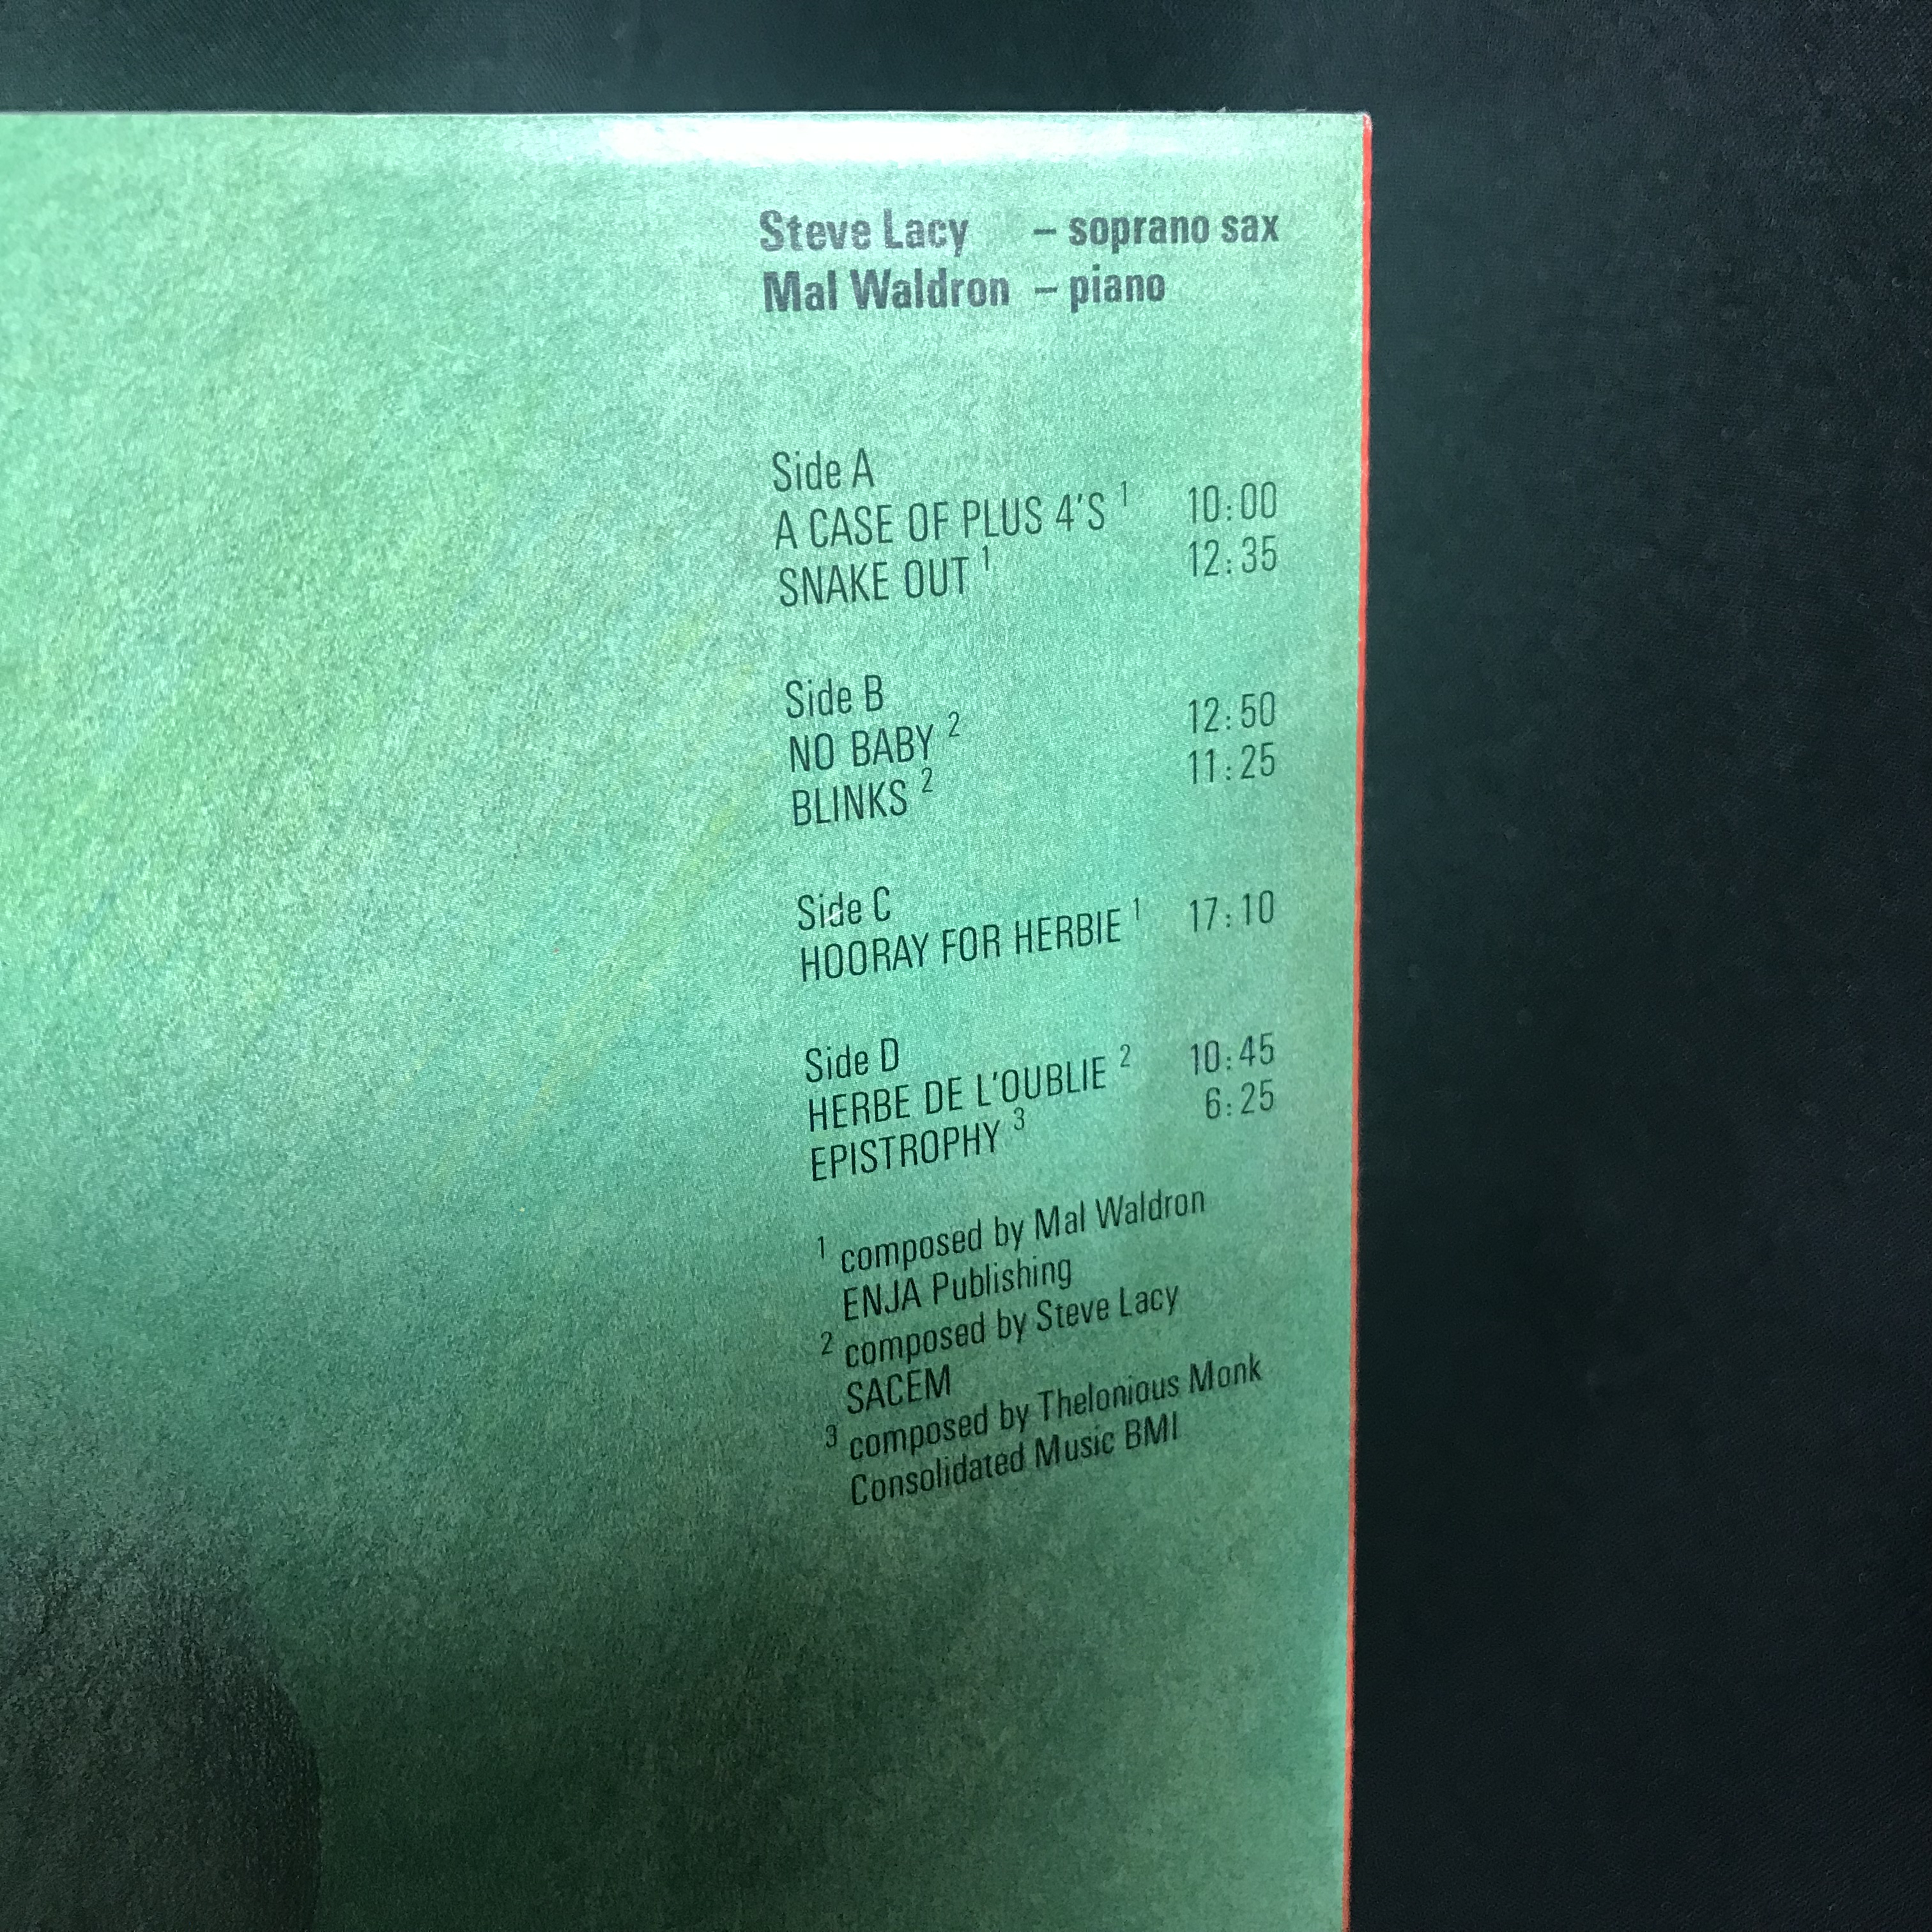 Steve Lacy – soprano sax
Mal Waldron – piano
Side A
A CASE OF PLUS 4'S ¹ 10:00
SNAKE OUT ¹ 12:35
Side B
NO BABY ² 12:50
BLINKS ² 11:25
Side C
HOORAY FOR HERBIE ¹ 17:10
Side D
HERBE DE L'OUBLIE ² 10:45
EPISTROPHY ³ 6:25
¹ composed by Mal Waldron
ENJA Publishing
² composed by Steve Lacy
SACEM
³ composed by Thelonious Monk
Consolidated Music BMI